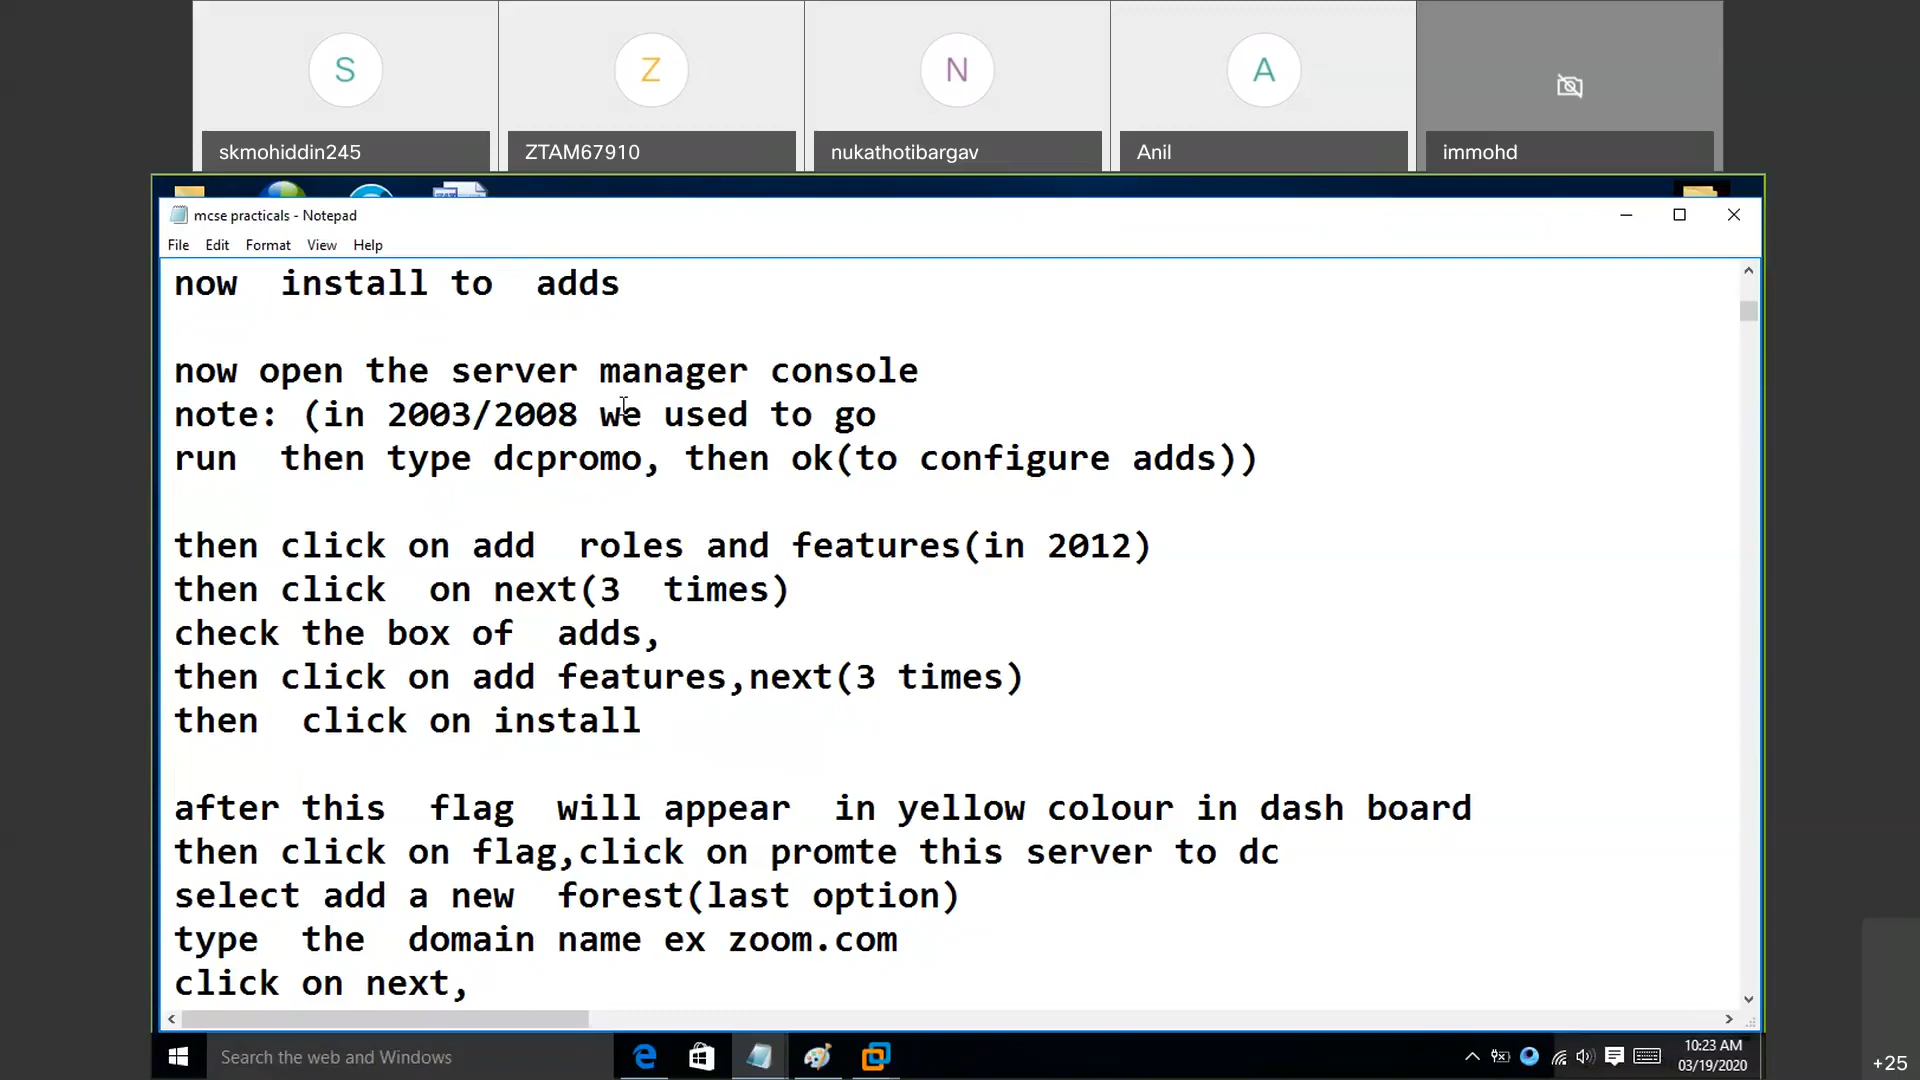 S
Z
N
A
skmohiddin245
ZTAM67910
nukathotibargav
Anil
immohd
mcse practicals - Notepad
File Edit Format View Help
now install to adds
now open the server manager console
note: (in 2003/2008 we used to go
run then type dcpromo, then ok(to configure adds))
then click on add roles and features(in 2012)
then click on next(3 times)
check the box of adds,
then click on add features,next(3 times)
then click on install
after this flag will appear in yellow colour in dash board
then click on flag,click on promte this server to dc
select add a new forest(last option)
type the domain name ex zoom.com
click on next,
Search the web and Windows
10:23 AM
03/19/2020
+25